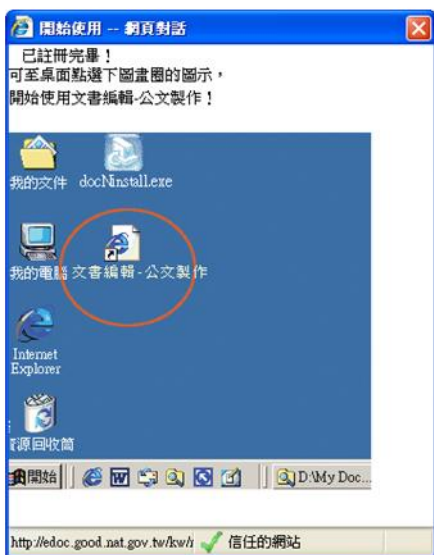 開始使用 -- 網頁對話
已註冊完畢！
可至桌面點選下圖畫圈的圖示，
開始使用文書編輯-公文製作！
我的文件 docNinstall.exe
我的電腦 文書編輯-公文製作
Internet
Explorer
資源回收筒
開始 D:\My Doc...
http://edoc.good.nat.gov.tw/kw/r 信任的網站